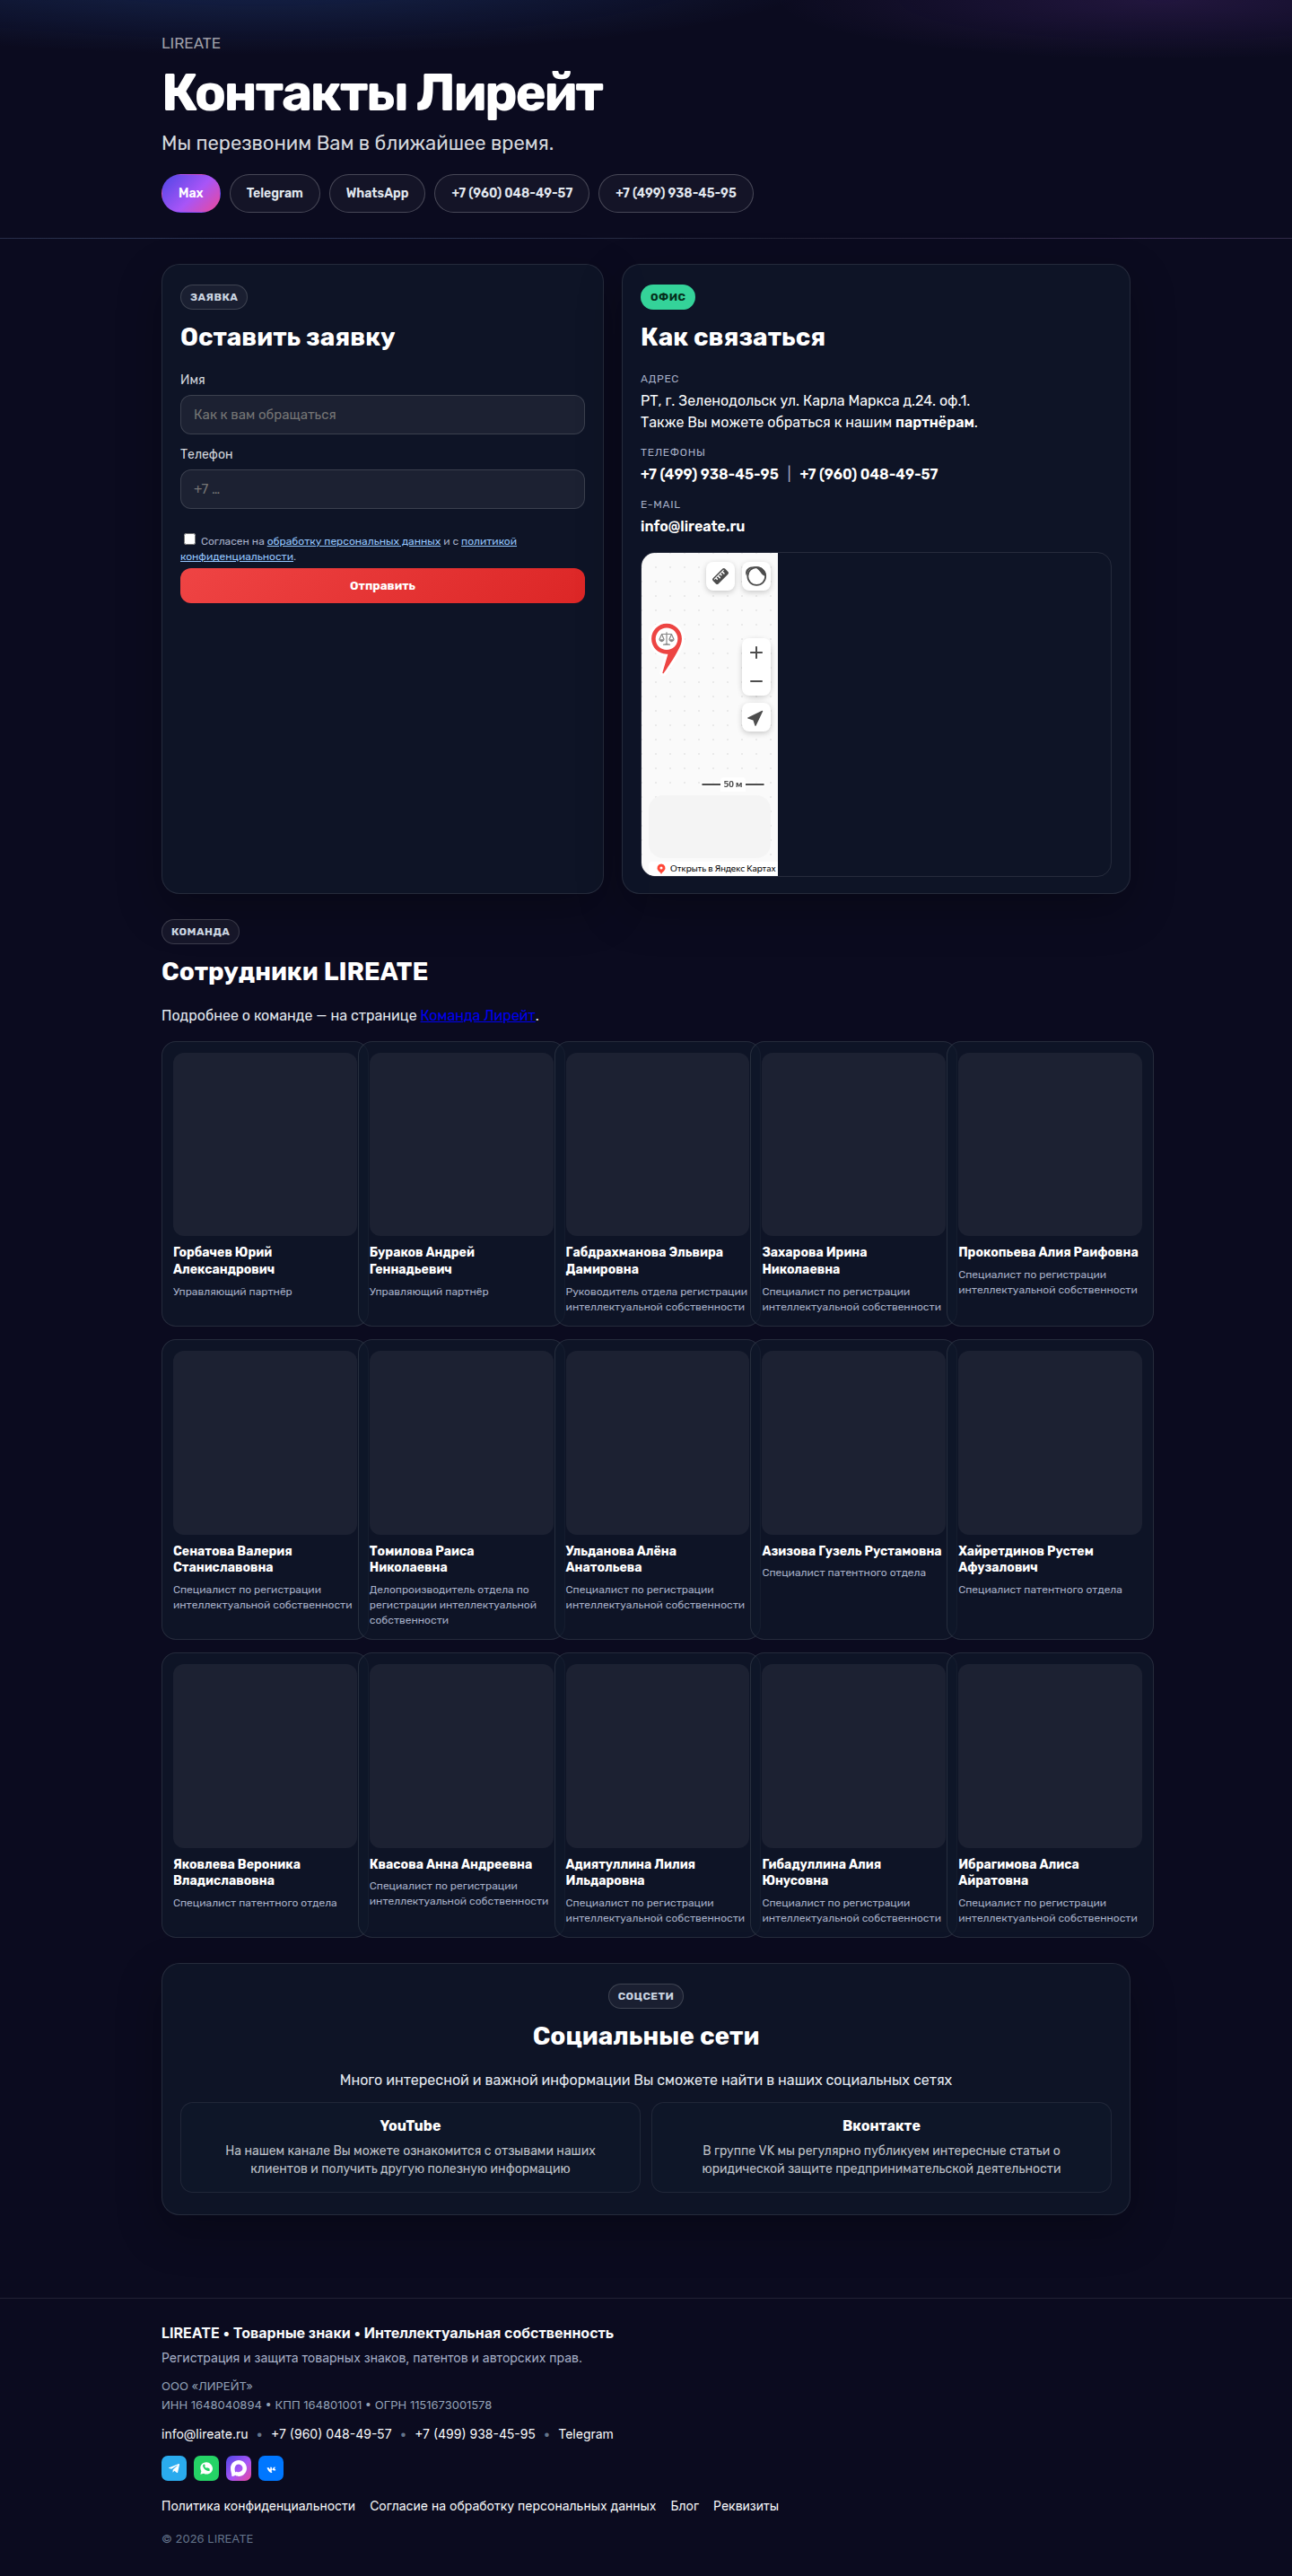 LIREATE
Контакты Лирейт
Мы перезвоним Вам в ближайшее время.
Max
Telegram
WhatsApp
+7 (960) 048-49-57
+7 (499) 938-45-95
ЗАЯВКА
Оставить заявку
Имя
Как к вам обращаться
Телефон
+7 ...
Согласен на обработку персональных данных и с политикой
конфиденциальности.
Отправить
ОФИС
Как связаться
АДРЕС
РТ, г. Зеленодольск ул. Карла Маркса д.24. оф.1.
Также Вы можете обраться к нашим партнёрам.
ТЕЛЕФОНЫ
+7 (499) 938-45-95 | +7 (960) 048-49-57
E-MAIL
info@lireate.ru
50 м
Открыть в Яндекс Картах
КОМАНДА
Сотрудники LIREATE
Подробнее о команде — на странице Команда Лирейт.
Горбачев Юрий
Александрович
Управляющий партнёр
Бураков Андрей
Геннадьевич
Управляющий партнёр
Габдрахманова Эльвира
Дамировна
Руководитель отдела регистрации
интеллектуальной собственности
Захарова Ирина
Николаевна
Специалист по регистрации
интеллектуальной собственности
Прокопьева Алия Раифовна
Специалист по регистрации
интеллектуальной собственности
Сенатова Валерия
Станиславовна
Специалист по регистрации
интеллектуальной собственности
Томилова Раиса
Николаевна
Делопроизводитель отдела по
регистрации интеллектуальной
собственности
Ульданова Алёна
Анатольева
Специалист по регистрации
интеллектуальной собственности
Азизова Гузель Рустамовна
Специалист патентного отдела
Хайретдинов Рустем
Афузалович
Специалист патентного отдела
Яковлева Вероника
Владиславовна
Специалист патентного отдела
Квасова Анна Андреевна
Специалист по регистрации
интеллектуальной собственности
Адиятуллина Лилия
Ильдаровна
Специалист по регистрации
интеллектуальной собственности
Гибадуллина Алия
Юнусовна
Специалист по регистрации
интеллектуальной собственности
Ибрагимова Алиса
Айратовна
Специалист по регистрации
интеллектуальной собственности
СОЦСЕТИ
Социальные сети
Много интересной и важной информации Вы сможете найти в наших социальных сетях
YouTube
На нашем канале Вы можете ознакомится с отзывами наших
клиентов и получить другую полезную информацию
Вконтакте
В группе VK мы регулярно публикуем интересные статьи о
юридической защите предпринимательской деятельности
LIREATE • Товарные знаки • Интеллектуальная собственность
Регистрация и защита товарных знаков, патентов и авторских прав.
ООО «ЛИРЕЙТ»
ИНН 1648040894 • КПП 164801001 • ОГРН 1151673001578
info@lireate.ru • +7 (960) 048-49-57 • +7 (499) 938-45-95 • Telegram
Политика конфиденциальности Согласие на обработку персональных данных Блог Реквизиты
© 2026 LIREATE